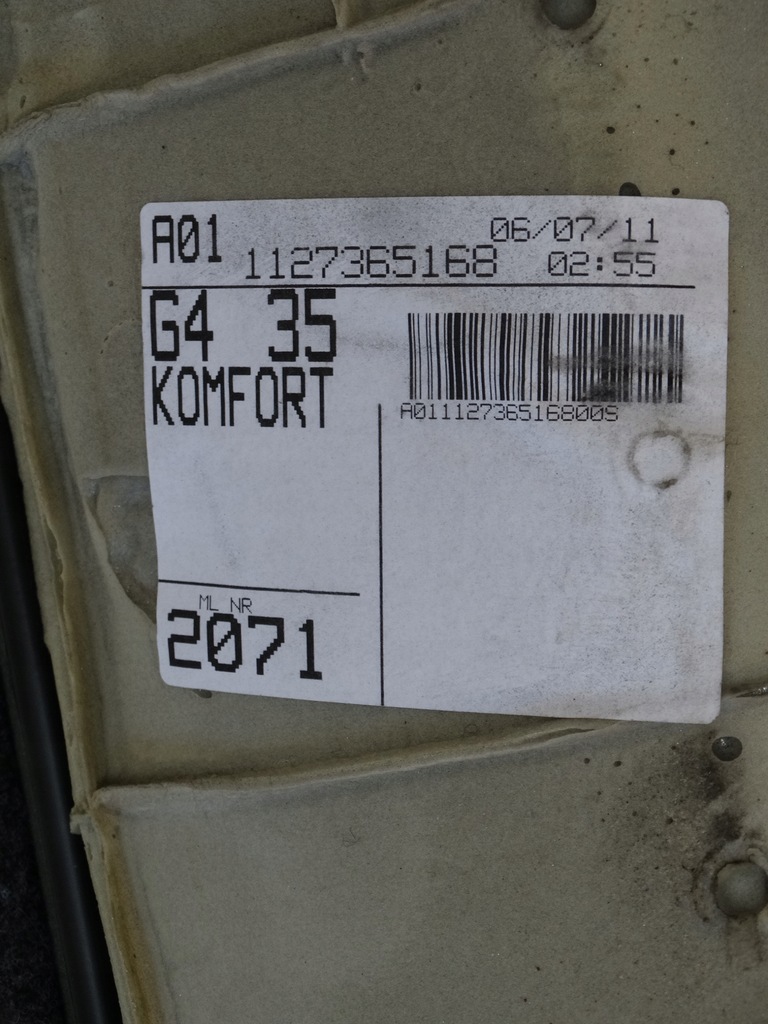 A01 1127365168 06/07/11
02:55
G4 35
KOMFORT
A01112736516800S
ML NR
2071